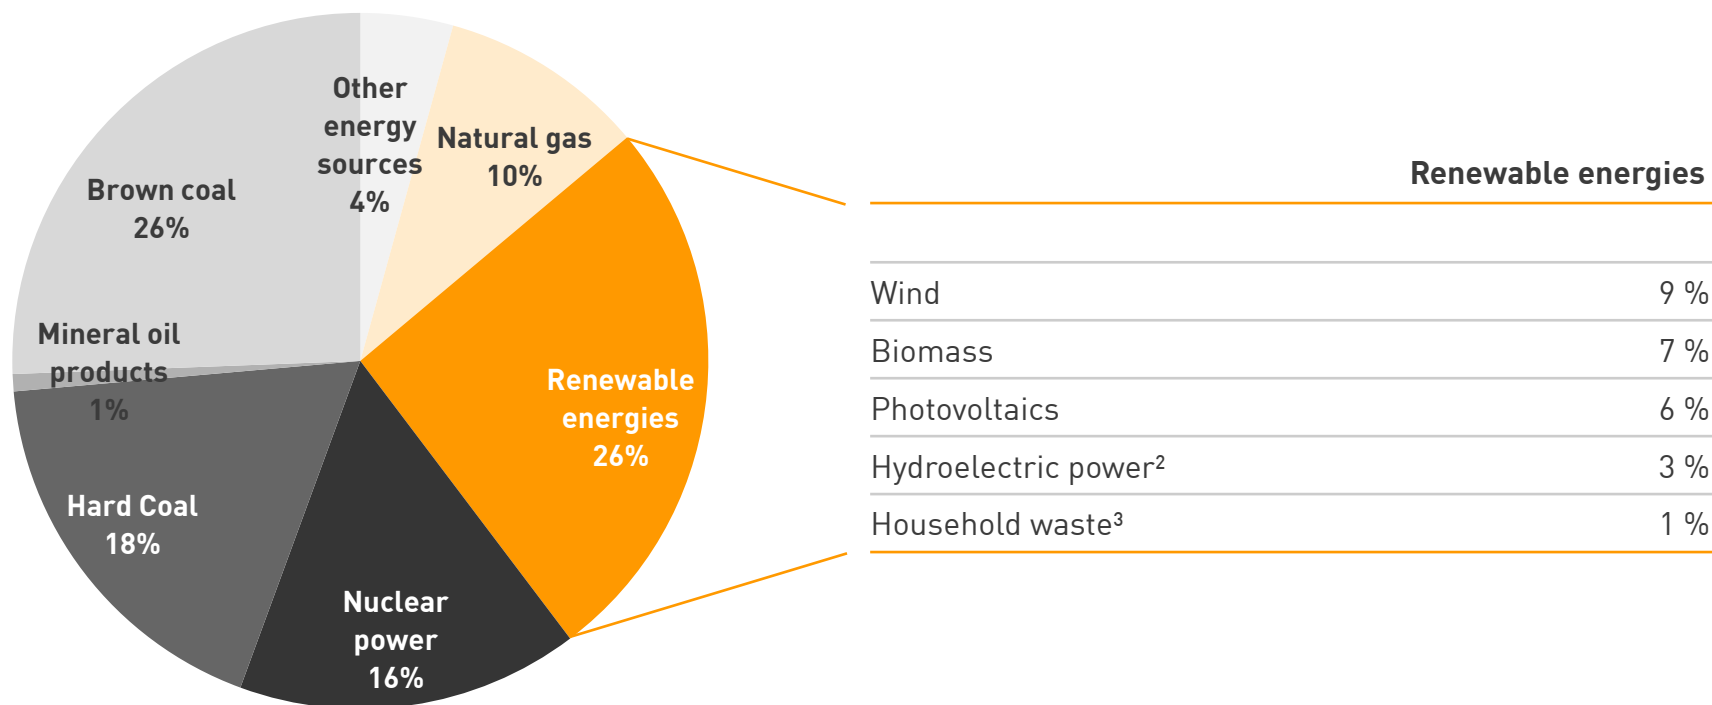 Other
energy
sources
4%
Natural gas
10%
Brown coal
26%
Mineral oil
products
1%
Renewable
energies
26%
Hard Coal
18%
Nuclear
power
16%
Renewable energies
Wind 9 %
Biomass 7 %
Photovoltaics 6 %
Hydroelectric power² 3 %
Household waste³ 1 %